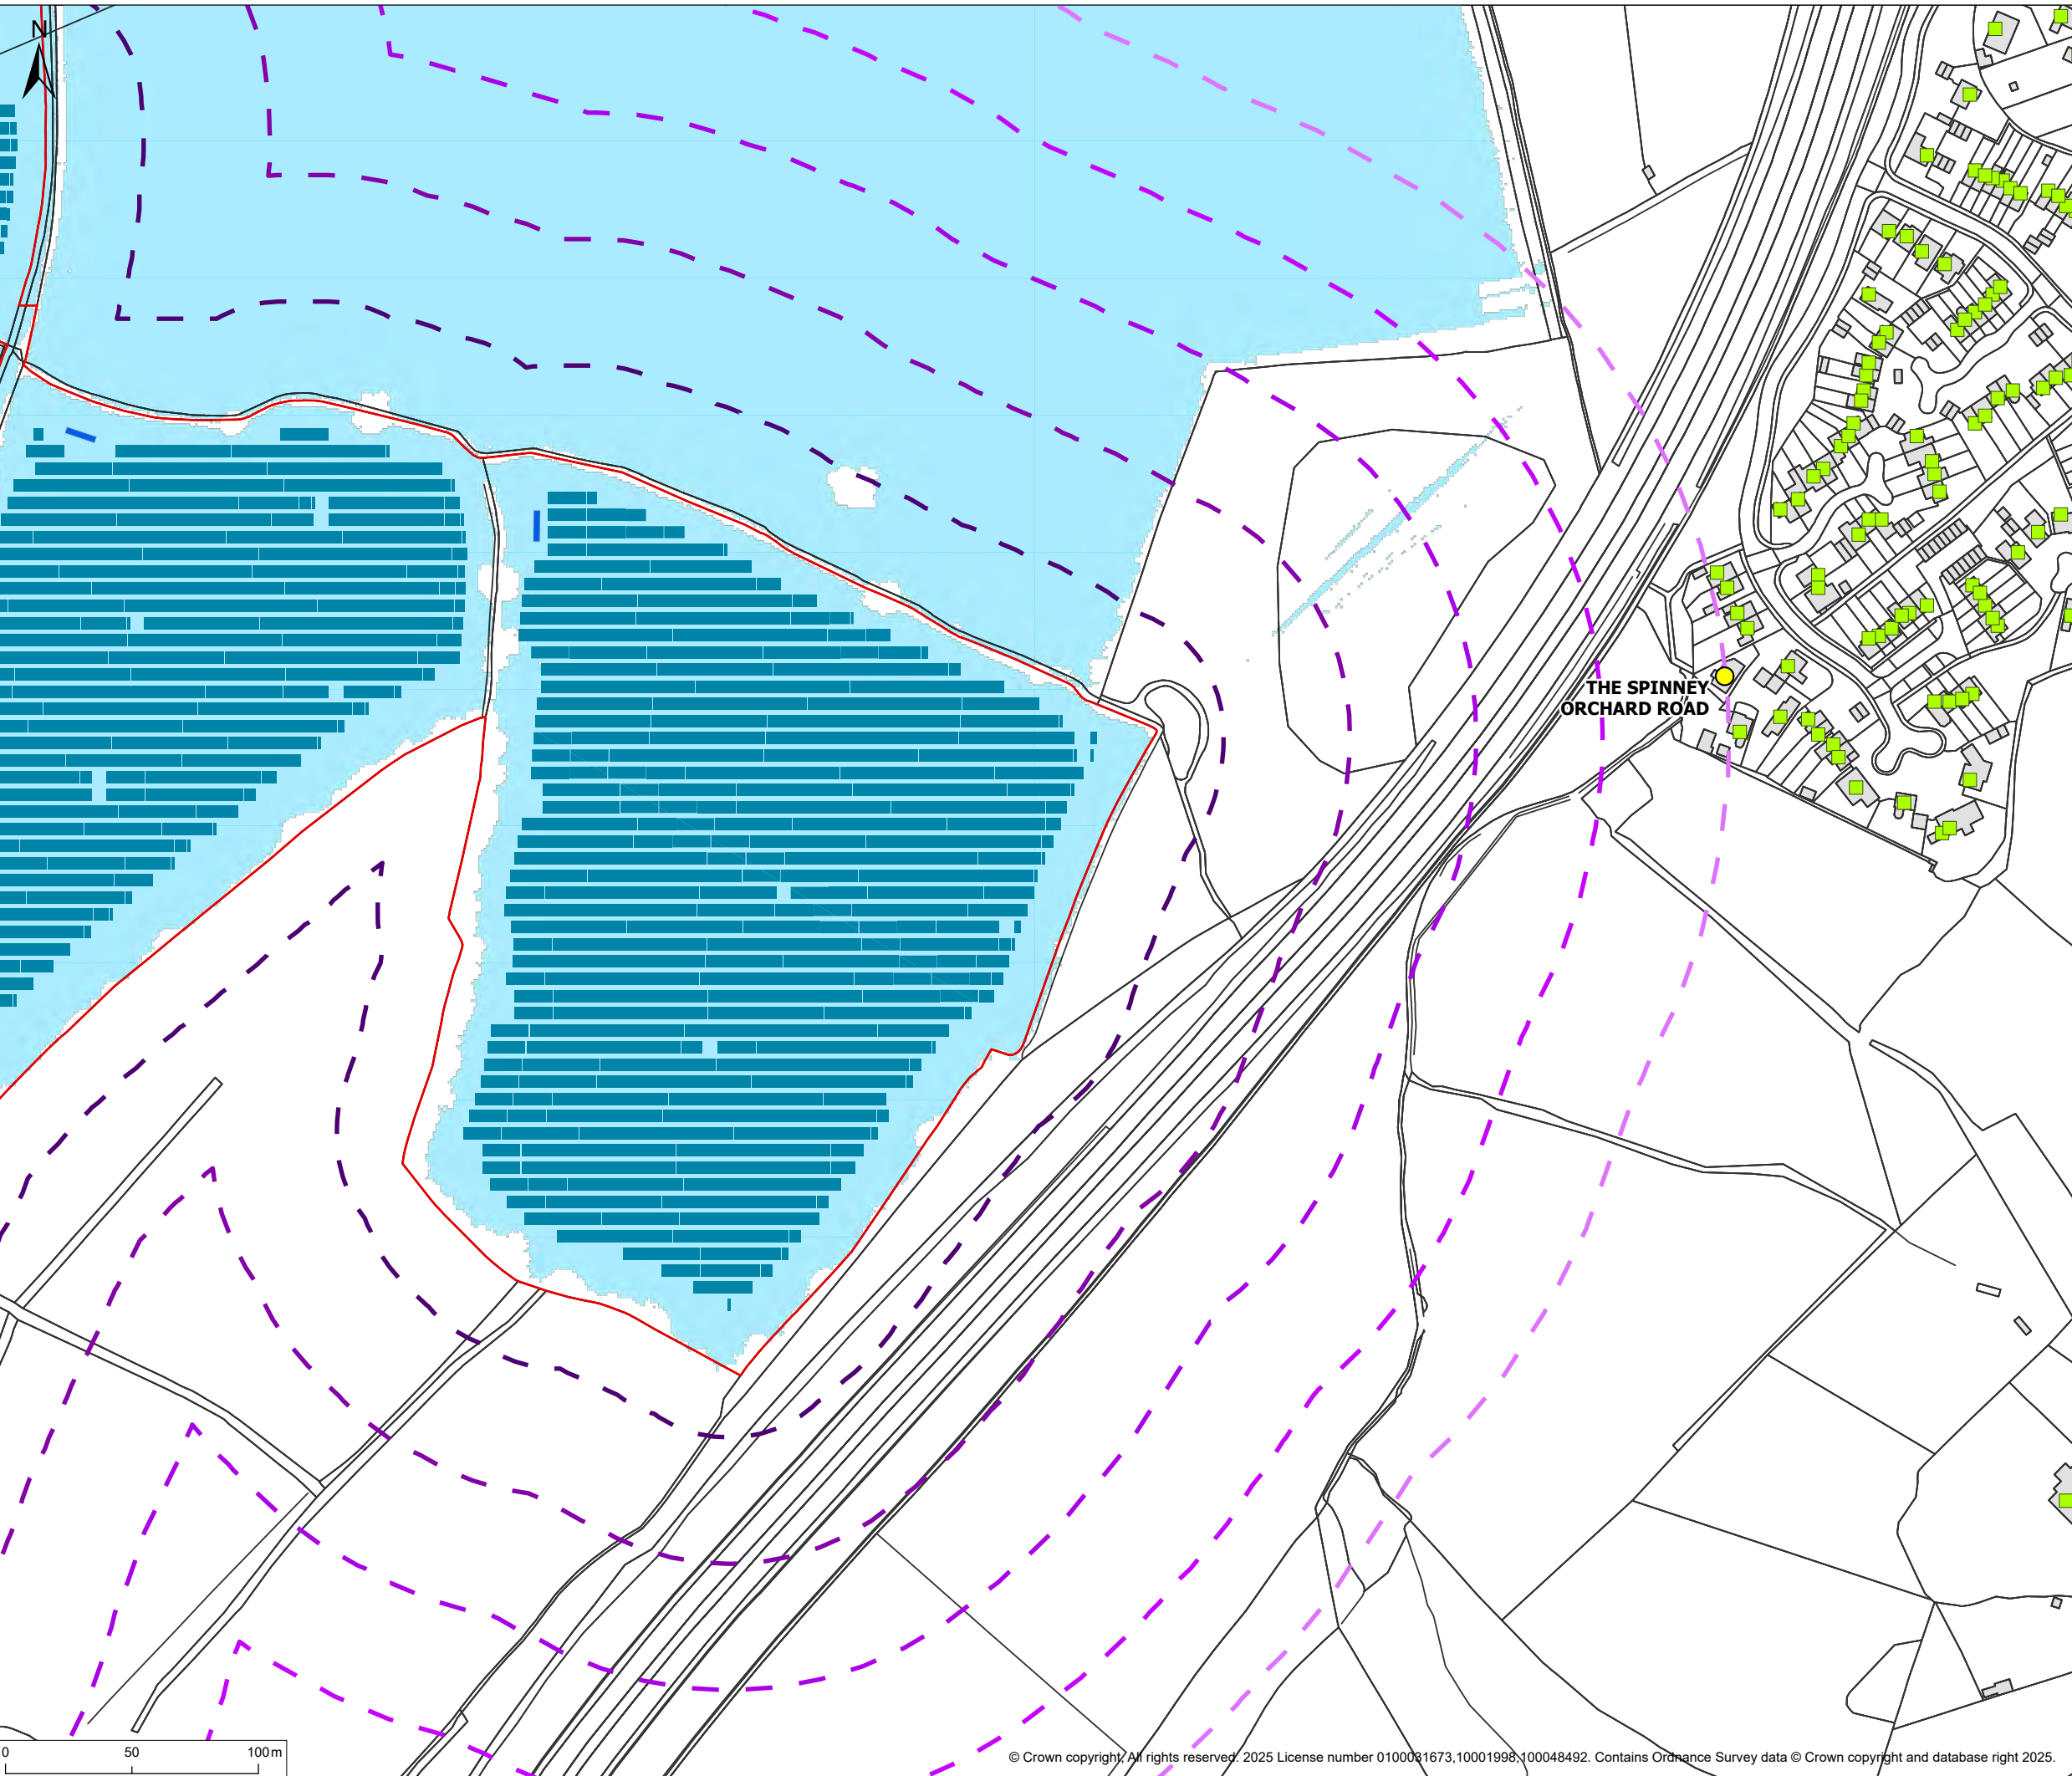 N
THE SPINNEY
ORCHARD ROAD
0 50 100m
© Crown copyright, All rights reserved. 2025 License number 0100031673,10001998,100048492. Contains Ordnance Survey data © Crown copyright and database right 2025.